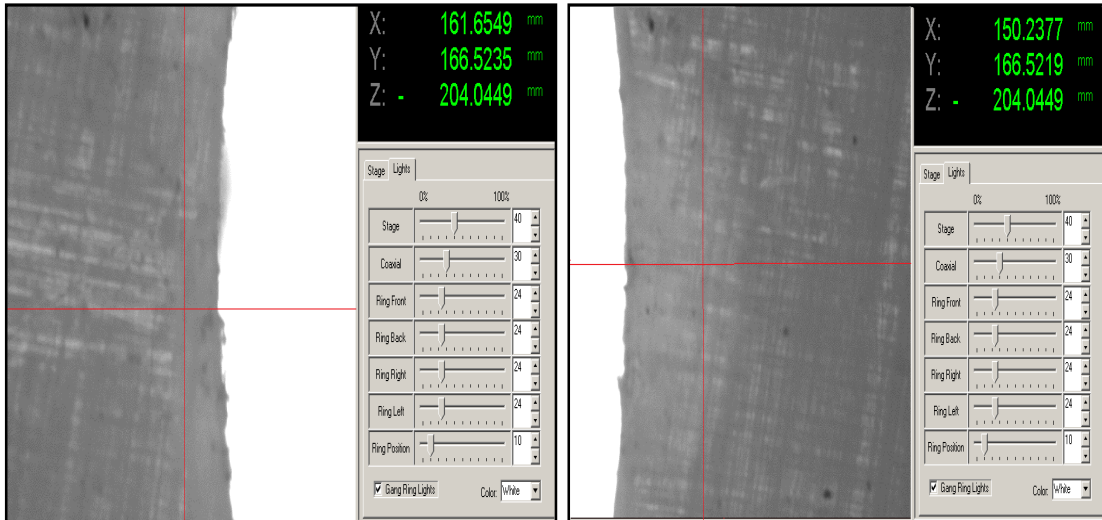 X: 161.6549 mm
Y: 166.5235 mm
Z: - 204.0449 mm
Stage Lights
0% 100%
Stage 40
Coaxial 30
Ring Front 24
Ring Back 24
Ring Right 24
Ring Left 24
Ring Position 10
Gang Ring Lights Color: White
X: 150.2377 mm
Y: 166.5219 mm
Z: - 204.0449 mm
Stage Lights
0% 100%
Stage 40
Coaxial 30
Ring Front 24
Ring Back 24
Ring Right 24
Ring Left 24
Ring Position 10
Gang Ring Lights Color: White